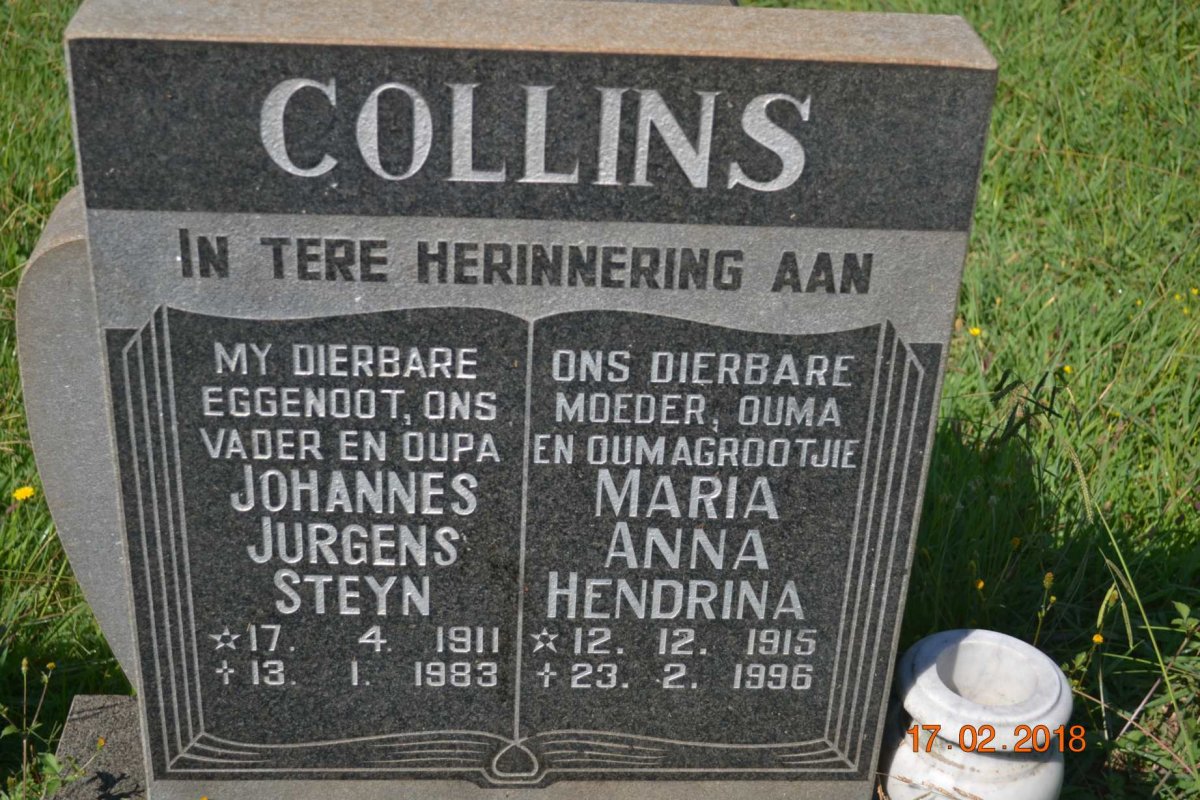 COLLINS
IN TERE HERINNERING AAN
MY DIERBARE
EGGENOOT, ONS
VADER EN OUPA
JOHANNES
JURGENS
STEYN
☆17. 4. 1911
+13. 1. 1983
ONS DIERBARE
MOEDER, OUMA
EN OUMAGROOTJIE
MARIA
ANNA
HENDRINA
☆12. 12. 1915
+23. 2. 1996
17.02.2018